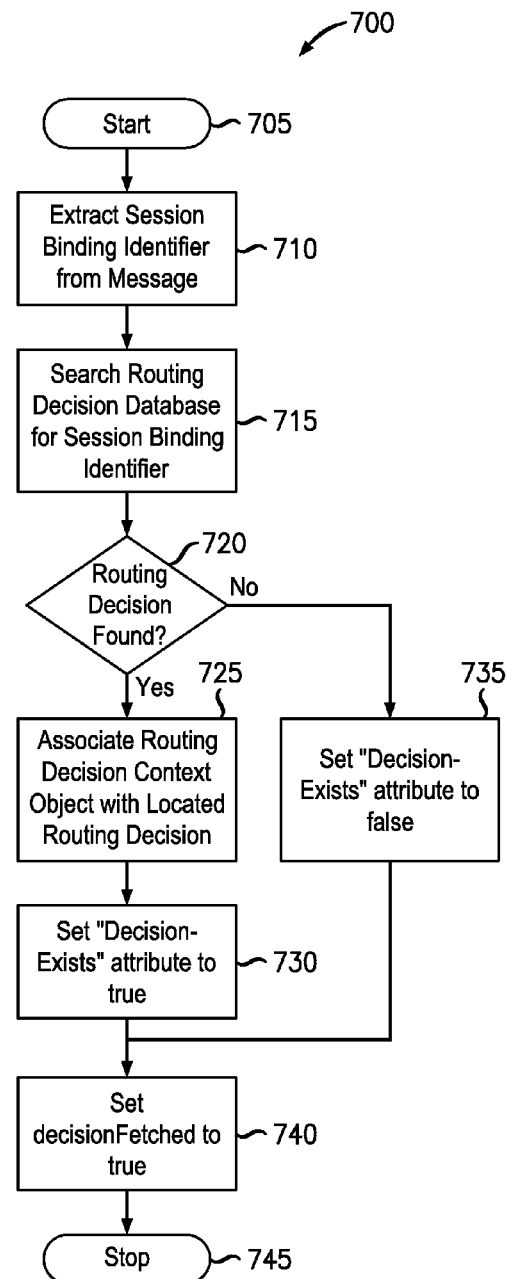 700
Start
705
Extract Session
Binding Identifier
from Message
710
Search Routing
Decision Database
for Session Binding
Identifier
715
720
Routing
Decision
Found?
No
Yes
725
735
Associate Routing
Decision Context
Object with Located
Routing Decision
Set "Decision-
Exists" attribute to
false
Set "Decision-
Exists" attribute to
true
730
Set
decisionFetched to
true
740
Stop
745